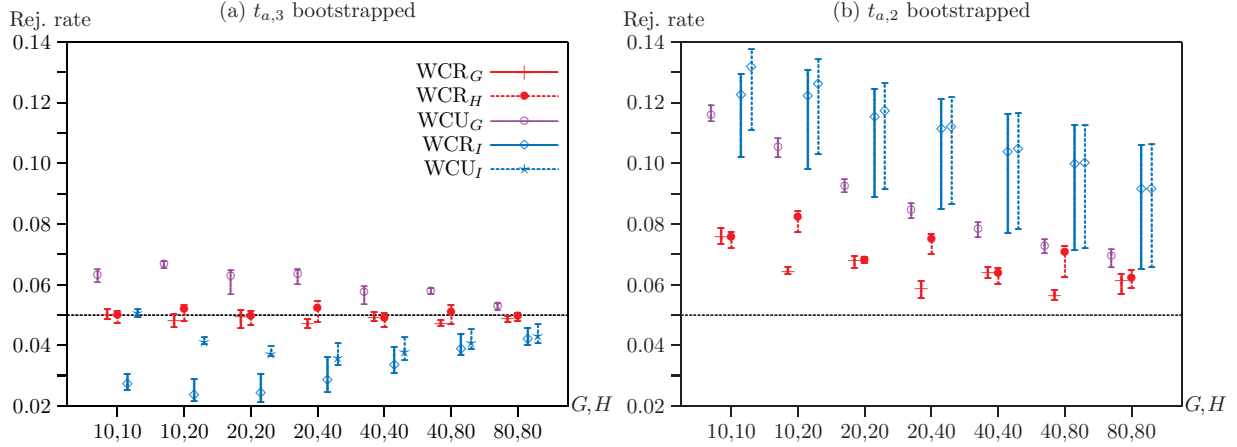 (a) t_{a,3} bootstrapped
Rej. rate
0.14
0.12
0.10
0.08
0.06
0.04
0.02
WCR_G
WCR_H
WCU_G
WCR_I
WCU_I
10,10 10,20 20,20 20,40 40,40 40,80 80,80
G,H
(b) t_{a,2} bootstrapped
Rej. rate
0.14
0.12
0.10
0.08
0.06
0.04
0.02
10,10 10,20 20,20 20,40 40,40 40,80 80,80
G,H